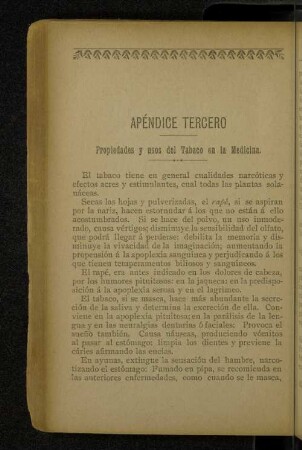 APÉNDICE TERCERO
Propiedades y usos del Tabaco en la Medicina.
El tabaco tiene en general cualidades narcóticas y
efectos acres y estimulantes, cual todas las plantas sola-
náceas.
Secas las hojas y pulverizadas, el rapé, si se aspiran
por la nariz, hacen estornudar á los que no están á ello
acostumbrados. Si se hace del polvo, un uso inmode-
rado, causa vértigos; disminuye la sensibilidad del olfato,
que podrá llegar á perderse: debilita la memoria y dis-
minuye la vivacidad de la imaginación; aumentando la
propensión á la apoplexia sanguínea y perjudicando á los
que tienen temperamentos biliosos y sanguíneos.
El rapé, era antes indicado en los dolores de cabeza,
por los humores pituitosos: en la jaqueca; en la predispo-
sición á la apoplexia serosa y en el lagrimeo.
El tabaco, si se masca, hace más abundante la secre-
ción de la saliva y determina la excreción de ella. Con-
viene en la apoplexia pituitosa; en la parálisis de la len-
gua y en las neuralgias dentarias ó faciales. Provoca el
sueño también. Causa náuseas, produciendo vómitos
al pasar al estómago: limpia los dientes y previene la
cáries afirmando las encías.
En ayunas, extingue la sensación del hambre, narco-
tizando el estómago: Fumado en pipa, se recomienda en
las anteriores enfermedades, como cuando se le masca,